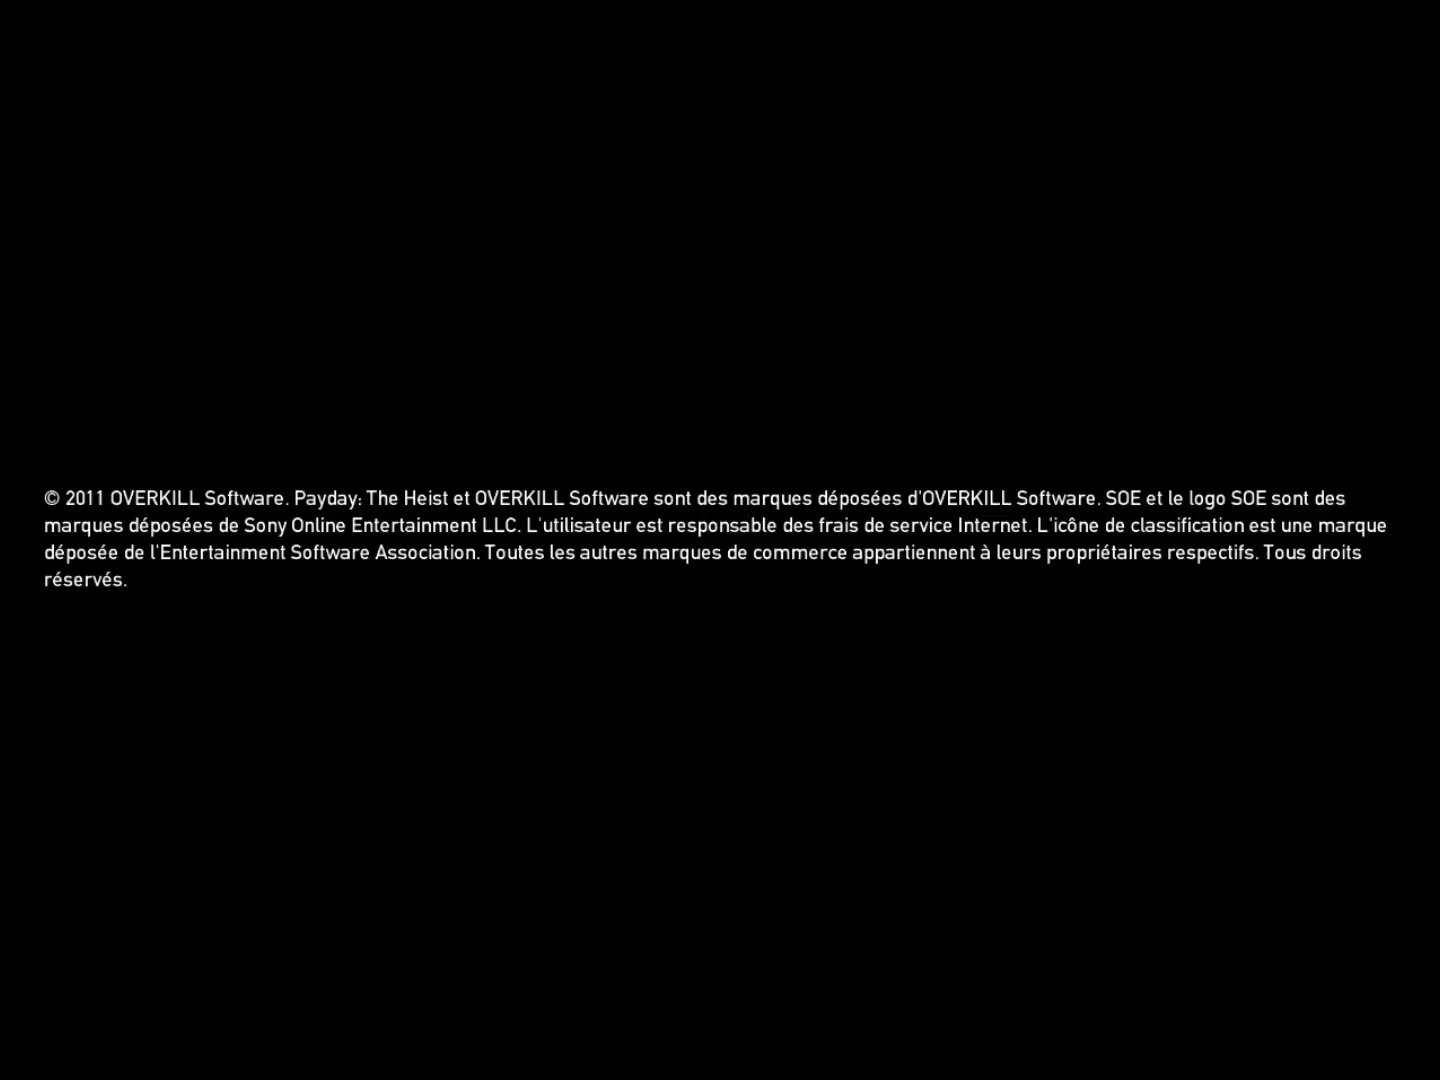 © 2011 OVERKILL Software. Payday: The Heist et OVERKILL Software sont des marques déposées d'OVERKILL Software. SOE et le logo SOE sont des
marques déposées de Sony Online Entertainment LLC. L'utilisateur est responsable des frais de service Internet. L'icône de classification est une marque
déposée de l'Entertainment Software Association. Toutes les autres marques de commerce appartiennent à leurs propriétaires respectifs. Tous droits
réservés.